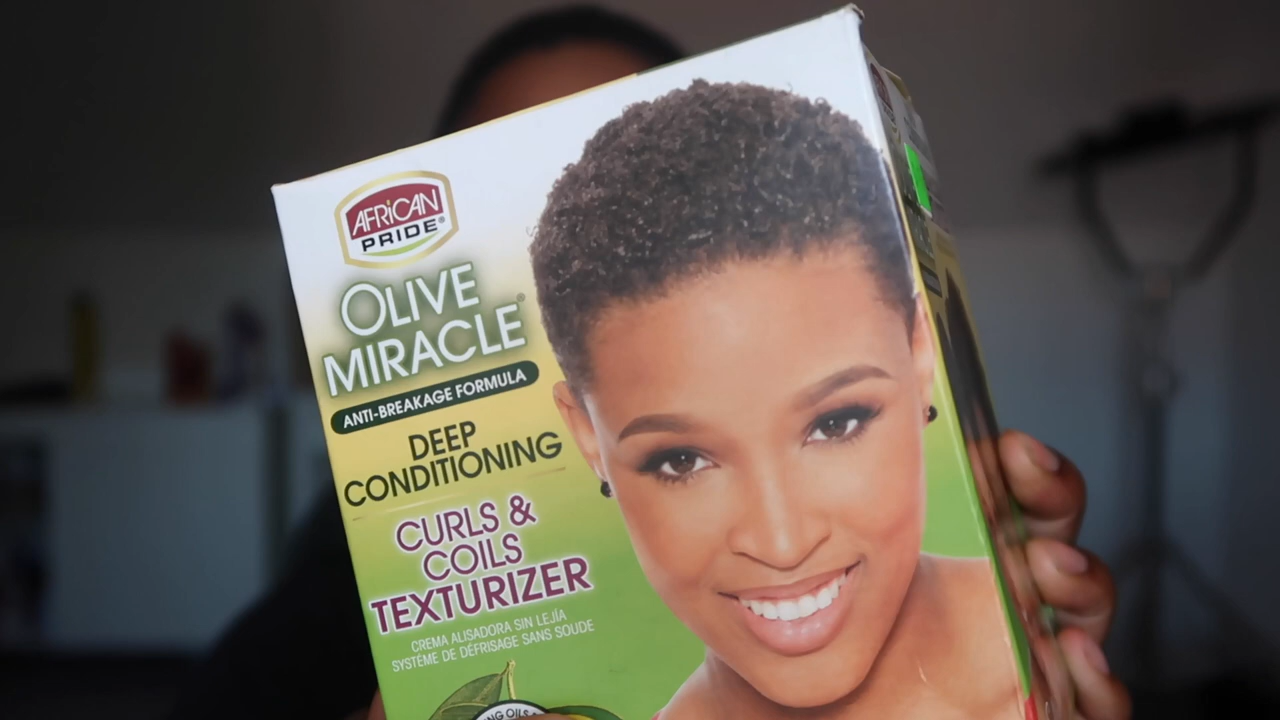 AFRICAN
PRIDE®
OLIVE
MIRACLE®
ANTI-BREAKAGE FORMULA
DEEP
CONDITIONING
CURLS &
COILS
TEXTURIZER
CREMA ALISADORA SIN LEJÍA
SYSTÈME DE DÉFRISAGE SANS SOUDE
OILS